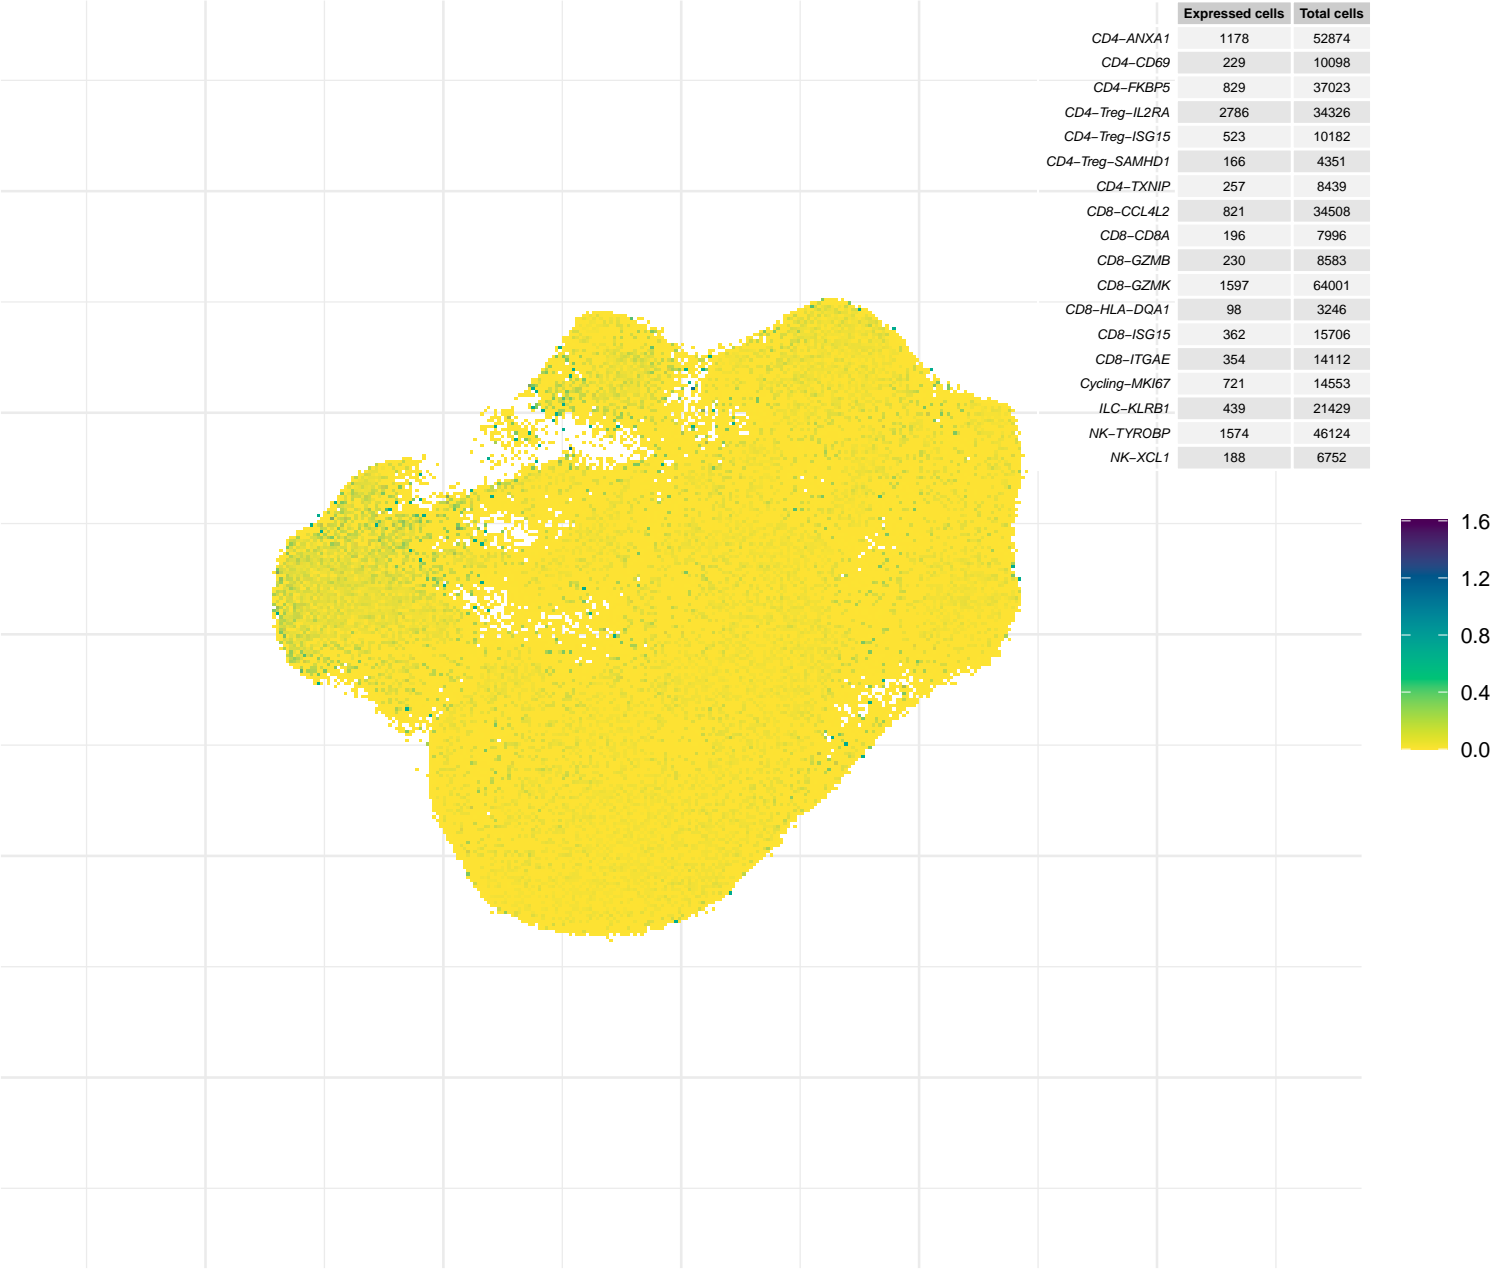 Expressed cells Total cells
CD4−ANXA1 1178 52874
CD4−CD69 229 10098
CD4−FKBP5 829 37023
CD4−Treg−IL2RA 2786 34326
CD4−Treg−ISG15 523 10182
CD4−Treg−SAMHD1 166 4351
CD4−TXNIP 257 8439
CD8−CCL4L2 821 34508
CD8−CD8A 196 7996
CD8−GZMB 230 8583
CD8−GZMK 1597 64001
CD8−HLA−DQA1 98 3246
CD8−ISG15 362 15706
CD8−ITGAE 354 14112
Cycling−MKI67 721 14553
ILC−KLRB1 439 21429
NK−TYROBP 1574 46124
NK−XCL1 188 6752
1.6
1.2
0.8
0.4
0.0